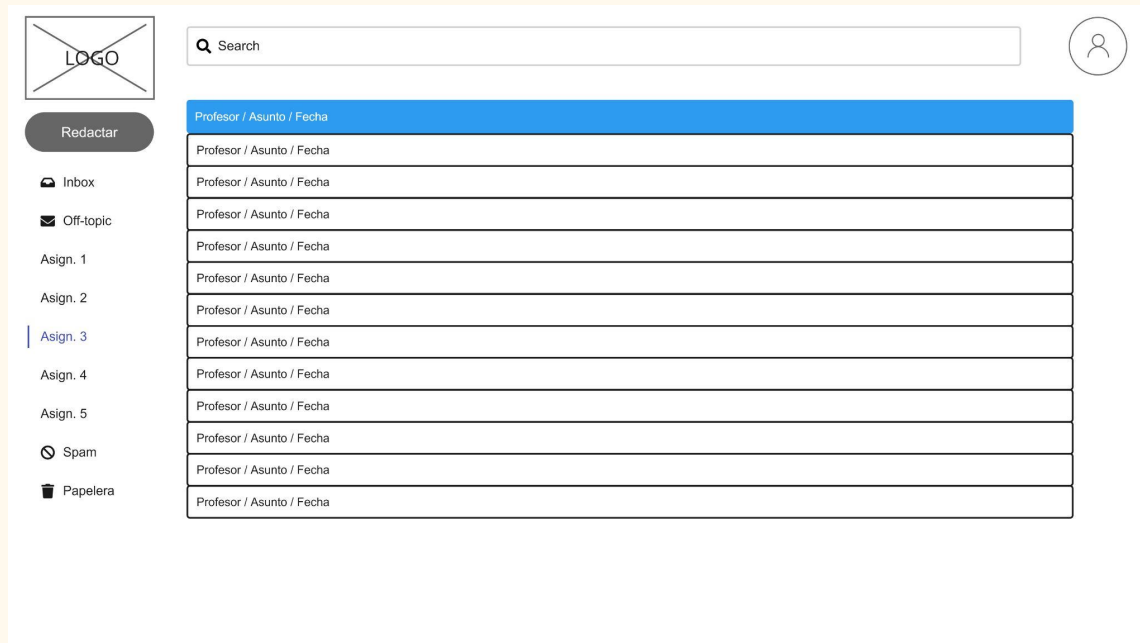 LOGO
Search
Redactar
Inbox
Off-topic
Asign. 1
Asign. 2
Asign. 3
Asign. 4
Asign. 5
Spam
Papelera
Profesor / Asunto / Fecha
Profesor / Asunto / Fecha
Profesor / Asunto / Fecha
Profesor / Asunto / Fecha
Profesor / Asunto / Fecha
Profesor / Asunto / Fecha
Profesor / Asunto / Fecha
Profesor / Asunto / Fecha
Profesor / Asunto / Fecha
Profesor / Asunto / Fecha
Profesor / Asunto / Fecha
Profesor / Asunto / Fecha
Profesor / Asunto / Fecha